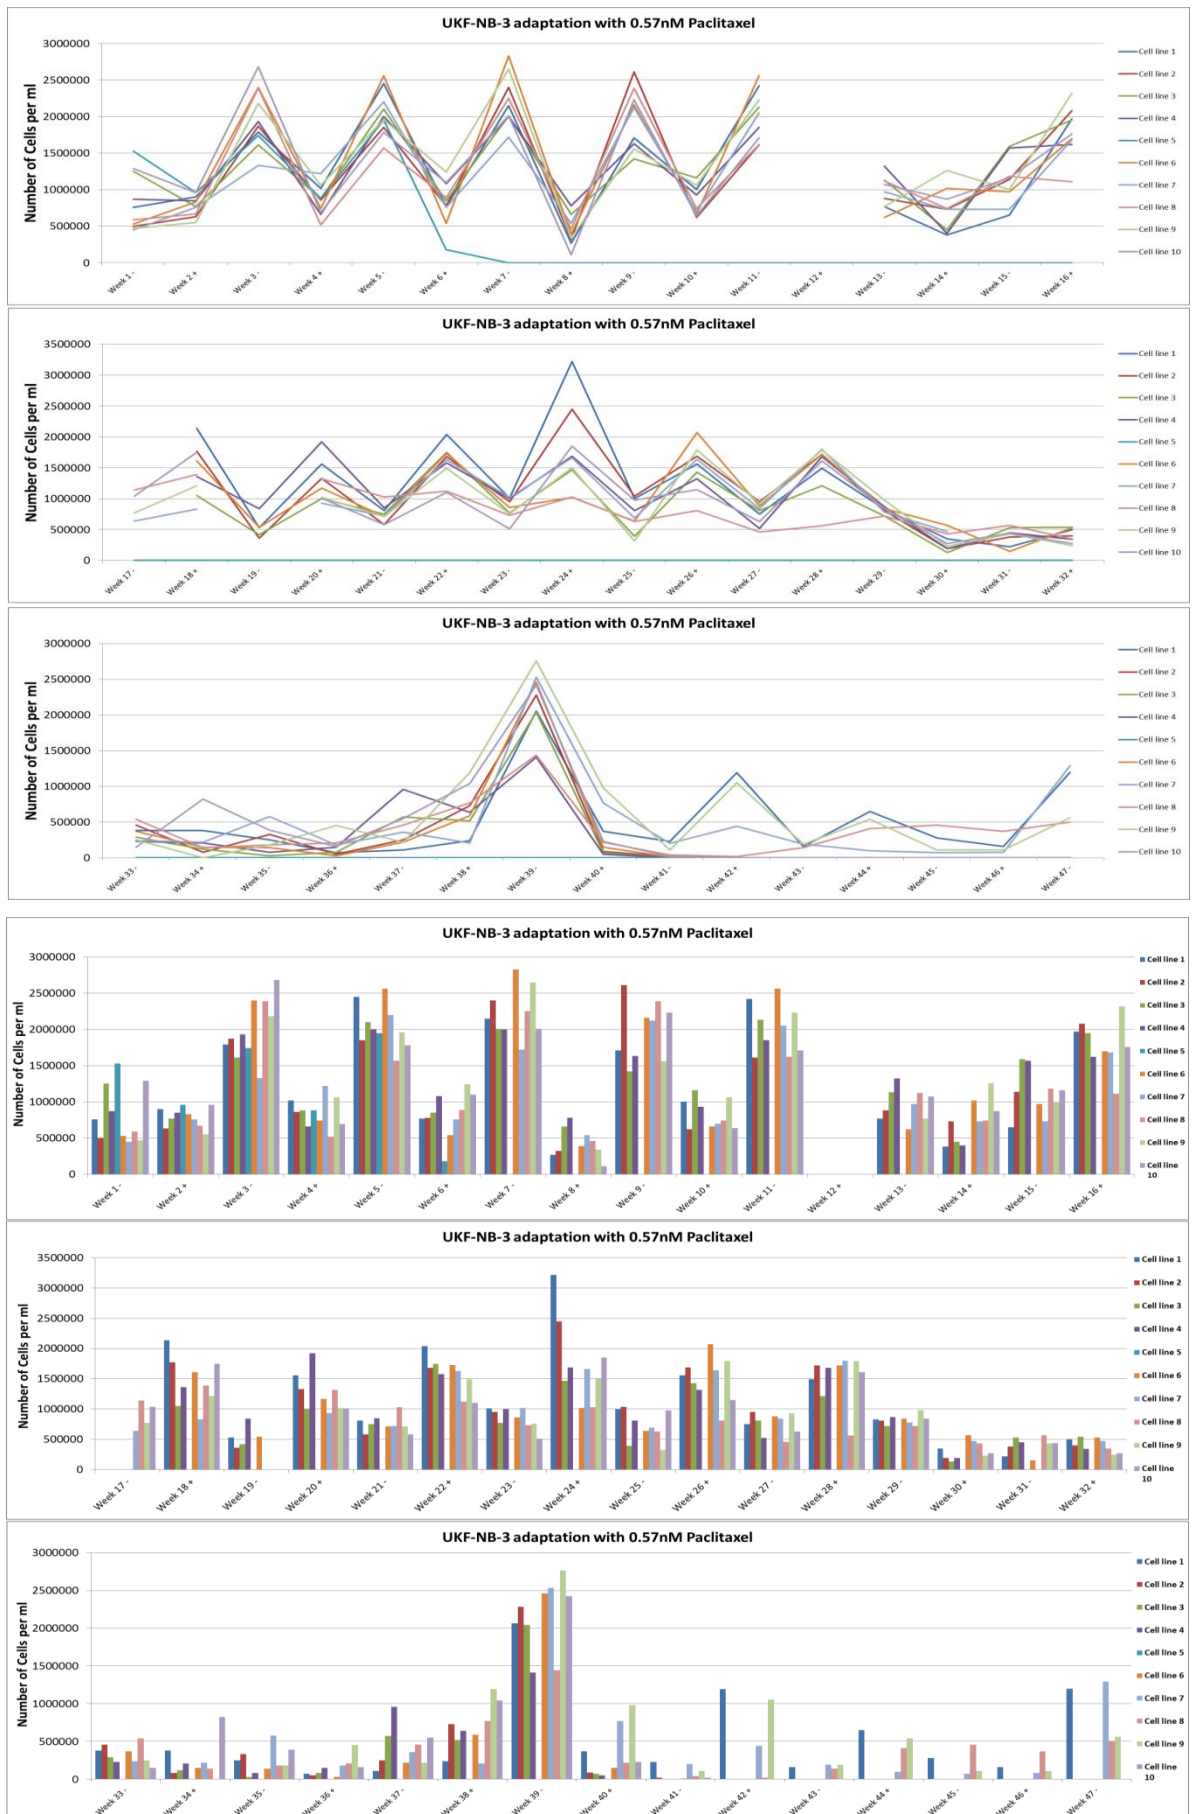 UKF-NB-3 adaptation with 0.57nM Paclitaxel
Number of Cells per ml
3000000
2500000
2000000
1500000
1000000
500000
0
Week 1 -
Week 2 +
Week 3 -
Week 4 +
Week 5 -
Week 6 +
Week 7 -
Week 8 +
Week 9 -
Week 10 +
Week 11 -
Week 12 +
Week 13 -
Week 14 +
Week 15 -
Week 16 +
Cell line 1
Cell line 2
Cell line 3
Cell line 4
Cell line 5
Cell line 6
Cell line 7
Cell line 8
Cell line 9
Cell line 10
UKF-NB-3 adaptation with 0.57nM Paclitaxel
Number of Cells per ml
3500000
3000000
2500000
2000000
1500000
1000000
500000
0
Week 17 -
Week 18 +
Week 19 -
Week 20 +
Week 21 -
Week 22 +
Week 23 -
Week 24 +
Week 25 -
Week 26 +
Week 27 -
Week 28 +
Week 29 -
Week 30 +
Week 31 -
Week 32 +
Cell line 1
Cell line 2
Cell line 3
Cell line 4
Cell line 5
Cell line 6
Cell line 7
Cell line 8
Cell line 9
Cell line 10
UKF-NB-3 adaptation with 0.57nM Paclitaxel
Number of Cells per ml
3000000
2500000
2000000
1500000
1000000
500000
0
Week 33 -
Week 34 +
Week 35 -
Week 36 +
Week 37 -
Week 38 +
Week 39 -
Week 40 +
Week 41 -
Week 42 +
Week 43 -
Week 44 +
Week 45 -
Week 46 +
Week 47 -
Cell line 1
Cell line 2
Cell line 3
Cell line 4
Cell line 5
Cell line 6
Cell line 7
Cell line 8
Cell line 9
Cell line 10
UKF-NB-3 adaptation with 0.57nM Paclitaxel
Number of Cells per ml
3000000
2500000
2000000
1500000
1000000
500000
0
Week 1 -
Week 2 +
Week 3 -
Week 4 +
Week 5 -
Week 6 +
Week 7 -
Week 8 +
Week 9 -
Week 10 +
Week 11 -
Week 12 +
Week 13 -
Week 14 +
Week 15 -
Week 16 +
Cell line 1
Cell line 2
Cell line 3
Cell line 4
Cell line 5
Cell line 6
Cell line 7
Cell line 8
Cell line 9
Cell line
10
UKF-NB-3 adaptation with 0.57nM Paclitaxel
Number of Cells per ml
3500000
3000000
2500000
2000000
1500000
1000000
500000
0
Week 17 -
Week 18 +
Week 19 -
Week 20 +
Week 21 -
Week 22 +
Week 23 -
Week 24 +
Week 25 -
Week 26 +
Week 27 -
Week 28 +
Week 29 -
Week 30 +
Week 31 -
Week 32 +
Cell line 1
Cell line 2
Cell line 3
Cell line 4
Cell line 5
Cell line 6
Cell line 7
Cell line 8
Cell line 9
Cell line
10
UKF-NB-3 adaptation with 0.57nM Paclitaxel
Number of Cells per ml
3000000
2500000
2000000
1500000
1000000
500000
0
Week 33 -
Week 34 +
Week 35 -
Week 36 +
Week 37 -
Week 38 +
Week 39 -
Week 40 +
Week 41 -
Week 42 +
Week 43 -
Week 44 +
Week 45 -
Week 46 +
Week 47 -
Cell line 1
Cell line 2
Cell line 3
Cell line 4
Cell line 5
Cell line 6
Cell line 7
Cell line 8
Cell line 9
Cell line
10